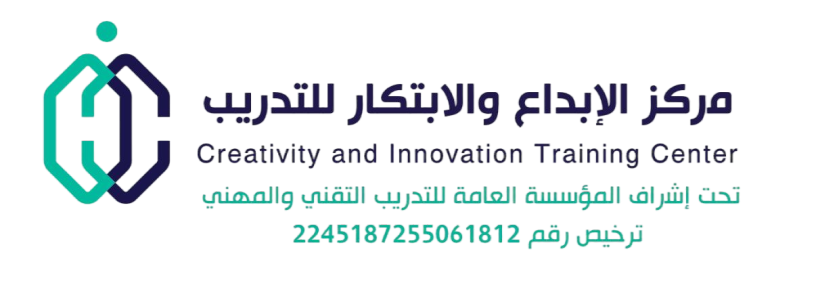 مركز الإبداع والابتكار للتدريب
Creativity and Innovation Training Center
تحت إشراف المؤسسة العامة للتدريب التقني والمهني
ترخيص رقم 2245187255061812